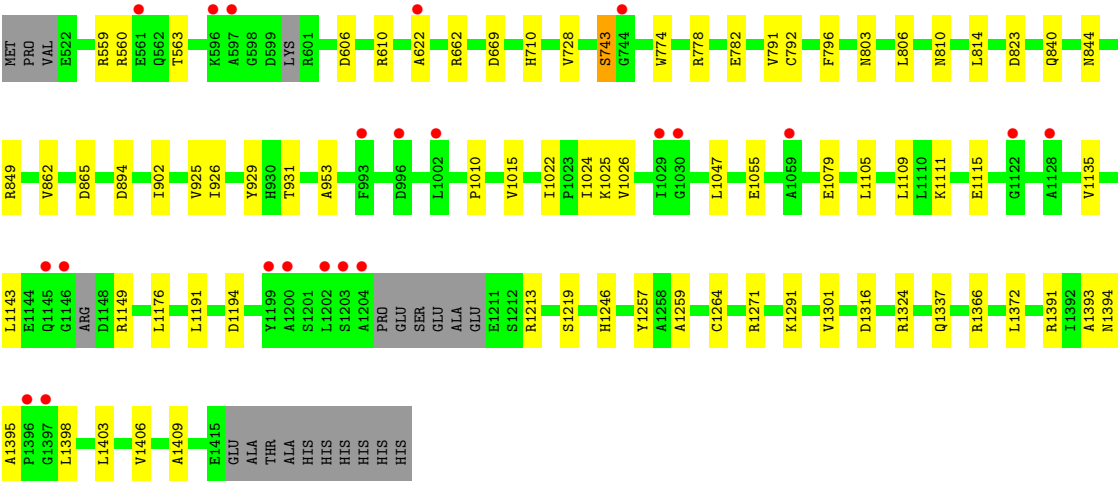 MET PRO VAL E522 R559 R560 E561 Q562 T563 K596 A597 G598 D599 LYS R601 D606 R610 A622 R662 D669 H710 V728 S743 G744 W774 R778 E782 V791 C792 F796 N803 L806 N810 L814 D823 Q840 N844
R849 V862 D865 D894 I902 V925 I926 Y929 H930 T931 A953 F993 D996 L1002 P1010 V1015 I1022 P1023 I1024 K1025 V1026 I1029 G1030 L1047 E1055 A1059 E1079 L1105 L1109 L1110 K1111 E1115 G1122 A1128 V1135
L1143 E1144 Q1145 G1146 ARG D1148 R1149 L1176 L1191 D1194 Y1199 A1200 S1201 L1202 S1203 A1204 PRO GLU SER GLU ALA GLU E1211 S1212 R1213 S1219 H1246 Y1257 A1258 A1259 C1264 R1271 K1291 V1301 D1316 R1324 Q1337 R1366 L1372 R1391 I1392 A1393 N1394
A1395 P1396 G1397 L1398 L1403 V1406 A1409 E1415 GLU ALA THR ALA HIS HIS HIS HIS HIS HIS